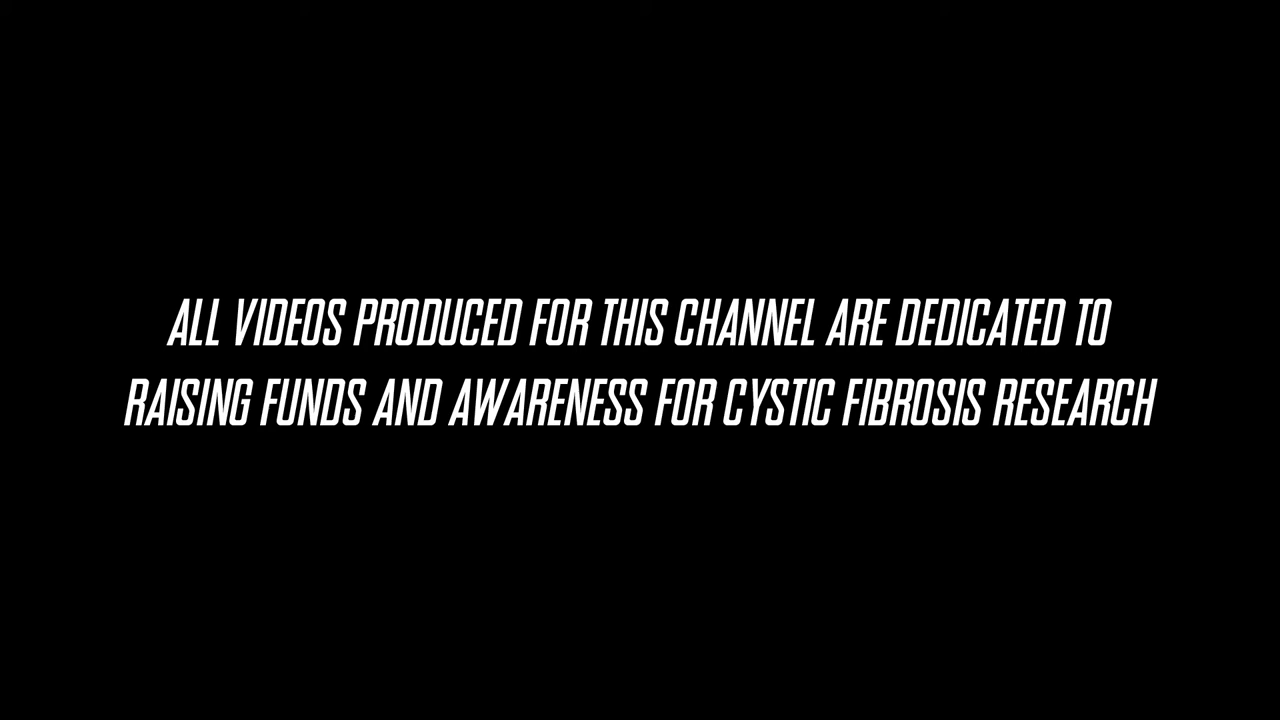 ALL VIDEOS PRODUCED FOR THIS CHANNEL ARE DEDICATED TO
RAISING FUNDS AND AWARENESS FOR CYSTIC FIBROSIS RESEARCH